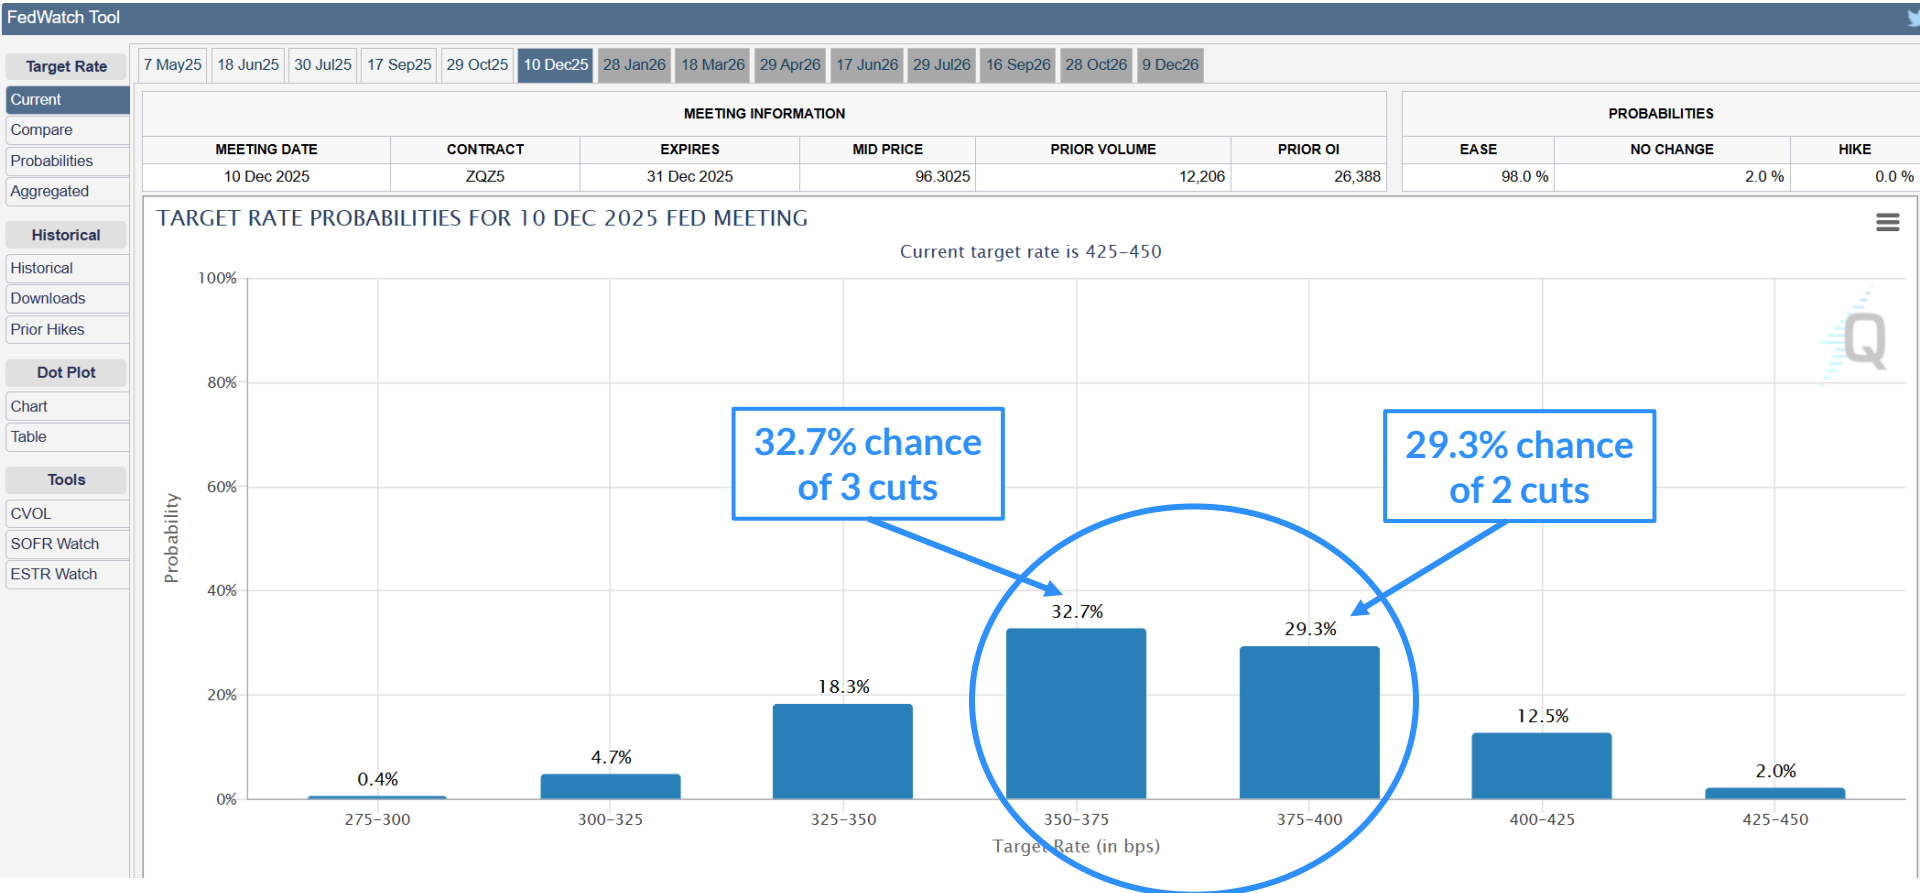 FedWatch Tool
Target Rate
Current
Compare
Probabilities
Aggregated
Historical
Historical
Downloads
Prior Hikes
Dot Plot
Chart
Table
Tools
CVOL
SOFR Watch
ESTR Watch
7 May25 18 Jun25 30 Jul25 17 Sep25 29 Oct25 10 Dec25 28 Jan26 18 Mar26 29 Apr26 17 Jun26 29 Jul26 16 Sep26 28 Oct26 9 Dec26
MEETING INFORMATION
MEETING DATE CONTRACT EXPIRES MID PRICE PRIOR VOLUME PRIOR OI
10 Dec 2025 ZQZ5 31 Dec 2025 96.3025 12,206 26,388
PROBABILITIES
EASE NO CHANGE HIKE
98.0 % 2.0 % 0.0 %
TARGET RATE PROBABILITIES FOR 10 DEC 2025 FED MEETING
Current target rate is 425-450
Q
Probability
100%
80%
60%
40%
20%
0%
32.7% chance
of 3 cuts
29.3% chance
of 2 cuts
0.4%
4.7%
18.3%
32.7%
29.3%
12.5%
2.0%
275-300 300-325 325-350 350-375 375-400 400-425 425-450
Target Rate (in bps)